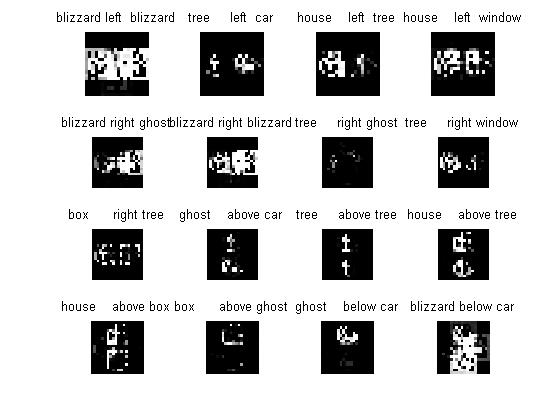 blizzard left blizzard tree left car house left tree house left window
blizzard right ghostblizzard right blizzard tree right ghost tree right window
box right tree ghost above car tree above tree house above tree
house above box box above ghost ghost below car blizzard below car